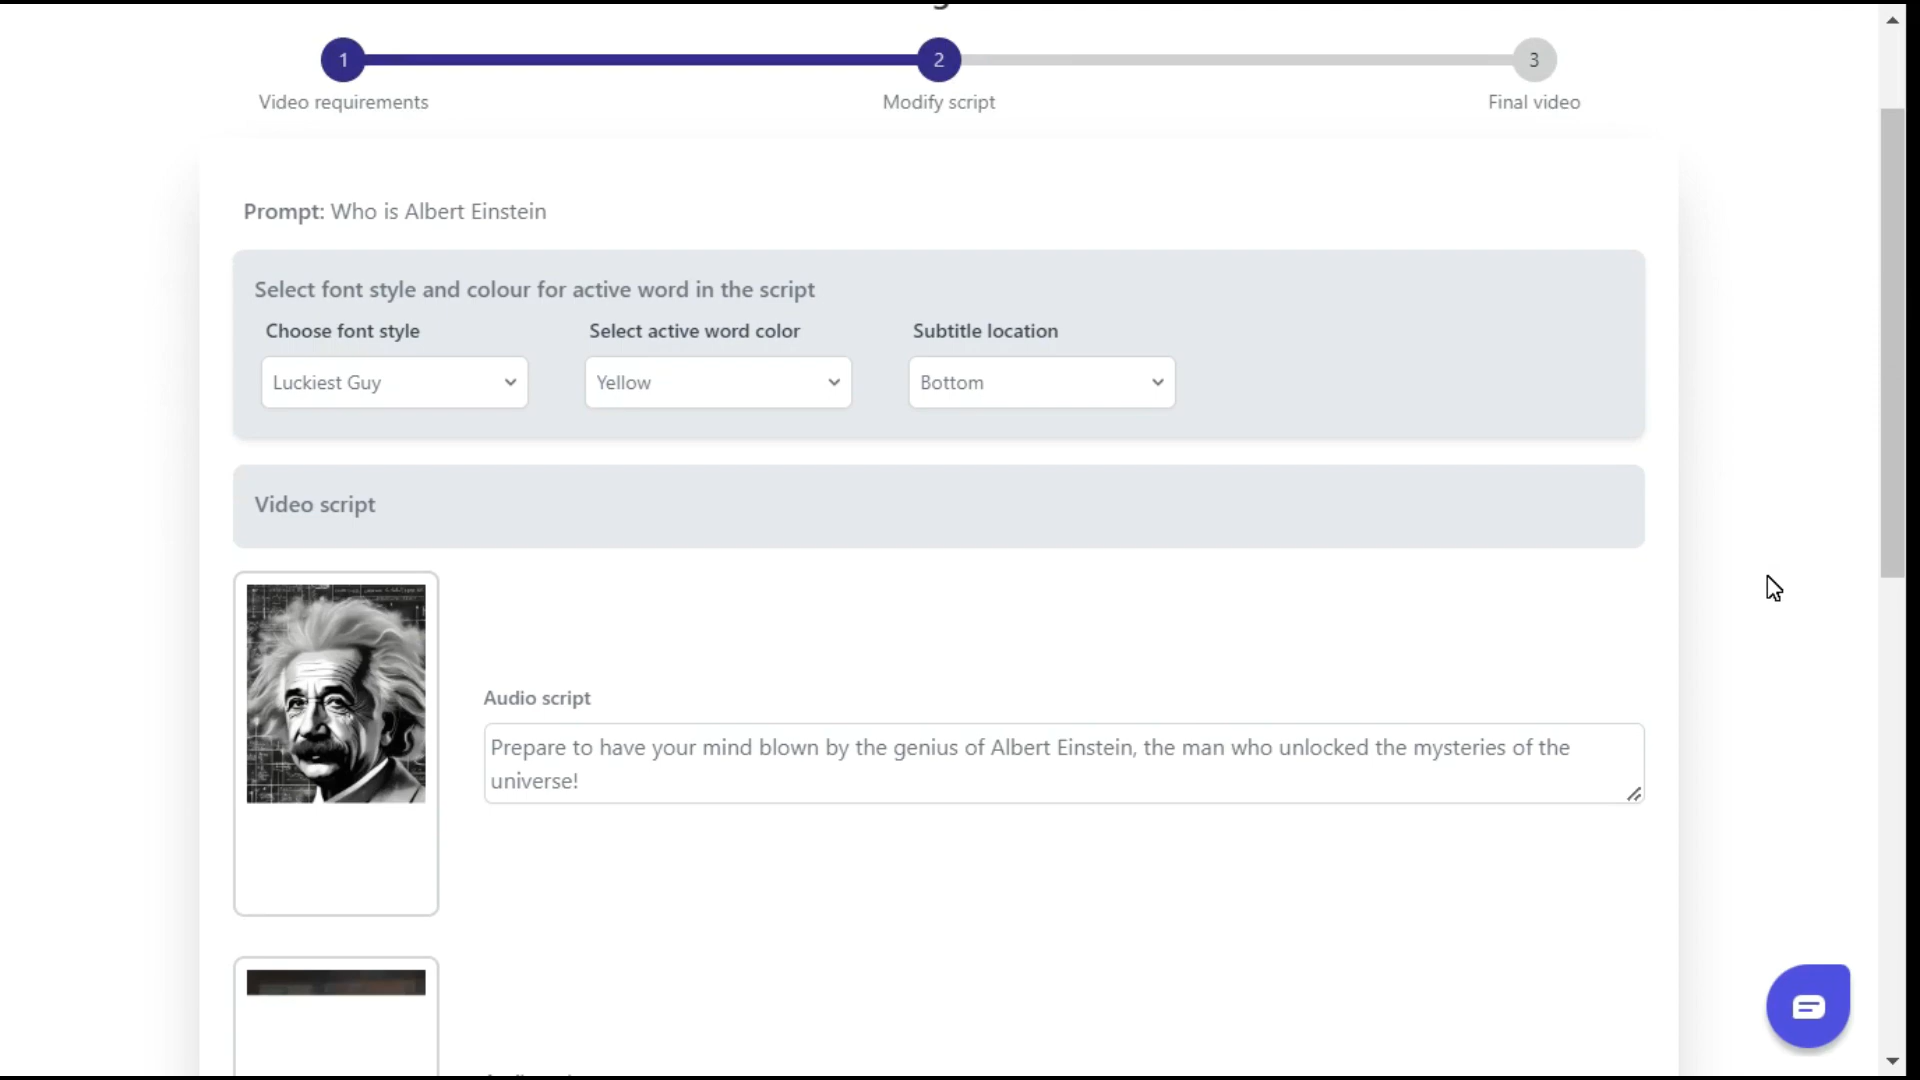 1
2
3
Video requirements
Modify script
Final video
Prompt: Who is Albert Einstein
Select font style and colour for active word in the script
Choose font style
Select active word color
Subtitle location
Luckiest Guy
Yellow
Bottom
Video script
Audio script
Prepare to have your mind blown by the genius of Albert Einstein, the man who unlocked the mysteries of the
universe!